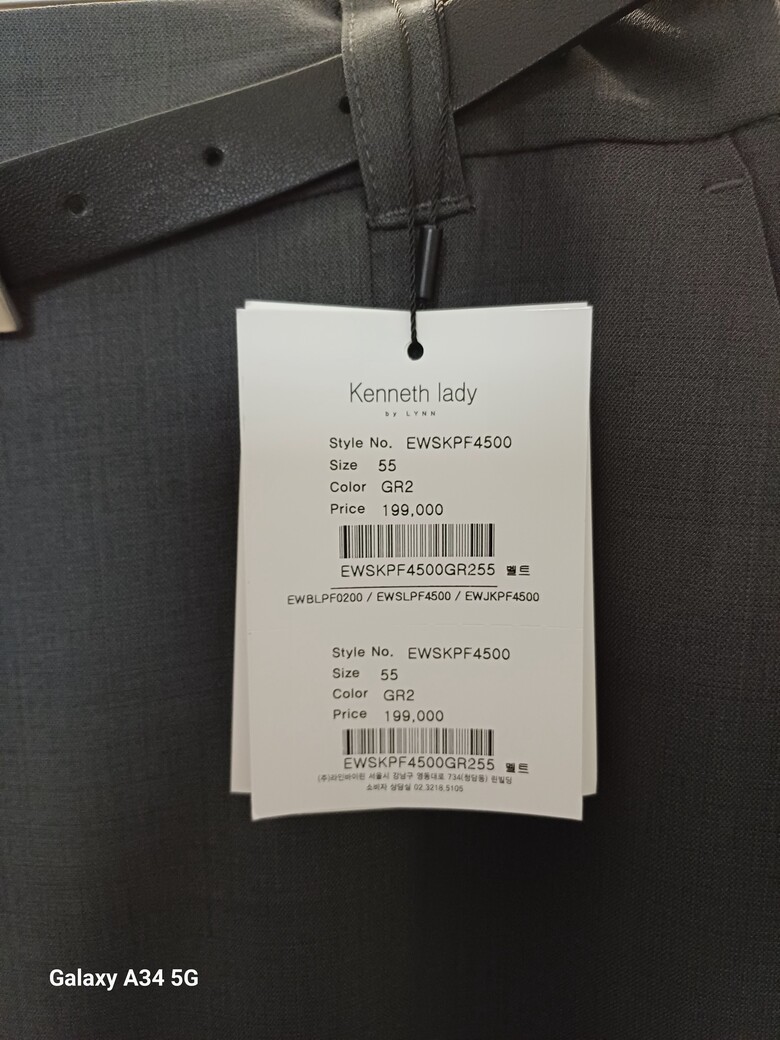 Kenneth lady
by LYNN
Style No. EWSKPF4500
Size 55
Color GR2
Price 199,000
EWSKPF4500GR255 벨트
EWBLPF0200 / EWSLPF4500 / EWJKPF4500
Style No. EWSKPF4500
Size 55
Color GR2
Price 199,000
EWSKPF4500GR255 벨트
(주)라인바이린 서울시 강남구 영동대로 734(청담동) 린빌딩
소비자 상담실 02.3218.5105
Galaxy A34 5G